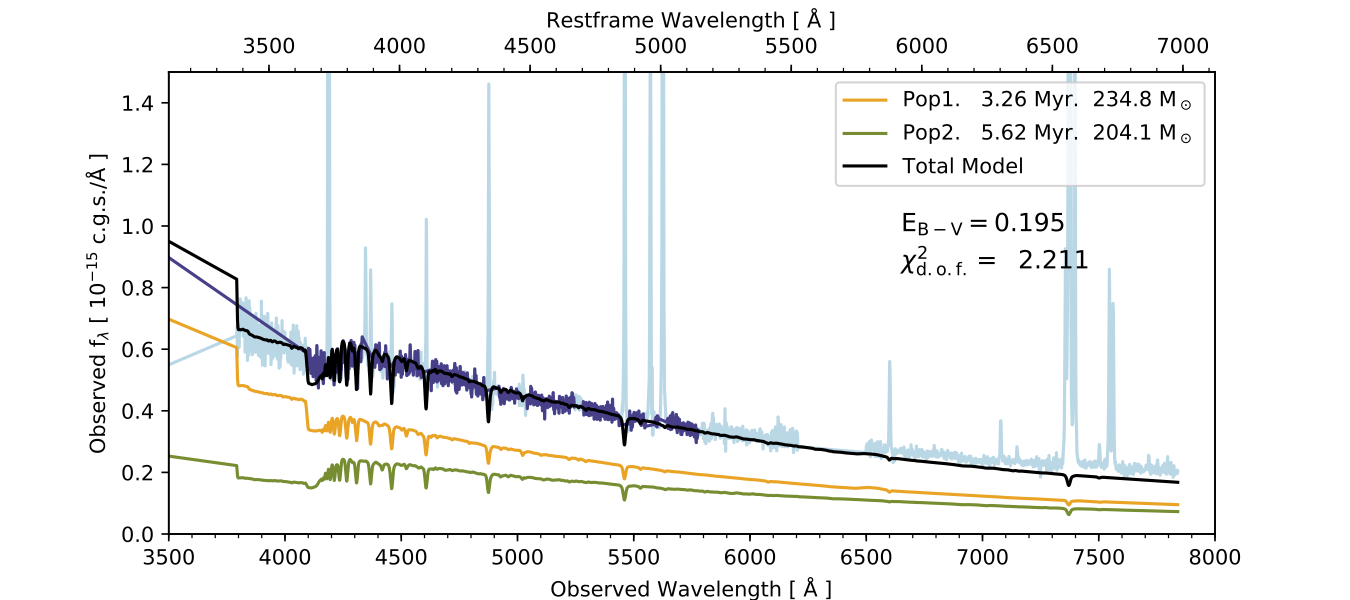 Restframe Wavelength [ Å ]
3500 4000 4500 5000 5500 6000 6500 7000
Observed f_λ [ 10^−15 c.g.s./Å ]
1.4
1.2
1.0
0.8
0.6
0.4
0.2
0.0
Pop1. 3.26 Myr. 234.8 M_⊙
Pop2. 5.62 Myr. 204.1 M_⊙
Total Model
E_B−V = 0.195
χ²_d.o.f. = 2.211
3500 4000 4500 5000 5500 6000 6500 7000 7500 8000
Observed Wavelength [ Å ]